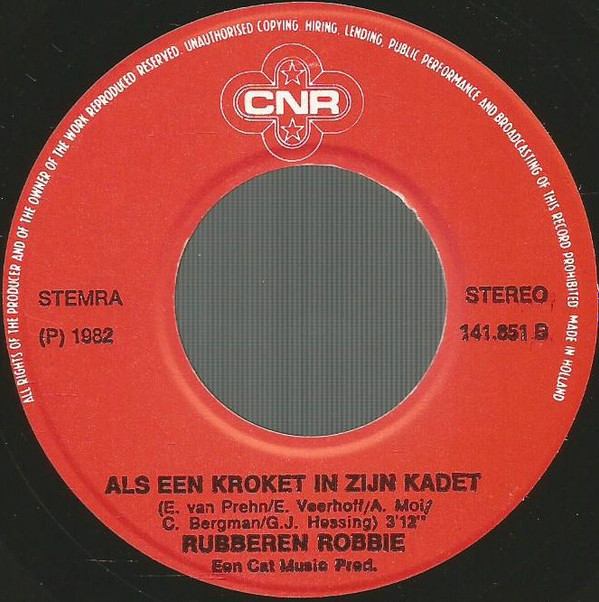 ALL RIGHTS OF THE PRODUCER AND OF THE OWNER OF THE WORK REPRODUCED RESERVED. UNAUTHORISED COPYING, HIRING, LENDING, PUBLIC PERFORMANCE AND BROADCASTING OF THIS RECORD PROHIBITED MADE IN HOLLAND
CNR
STEMRA
STEREO
(P) 1982
141.651 B
ALS EEN KROKET IN ZIJN KADET
(E. van Prehn/E. Veerhoff/A. Moij/
C. Bergman/G.J. Hessing) 3'12"
RUBBEREN ROBBIE
Een Cat Music Prod.